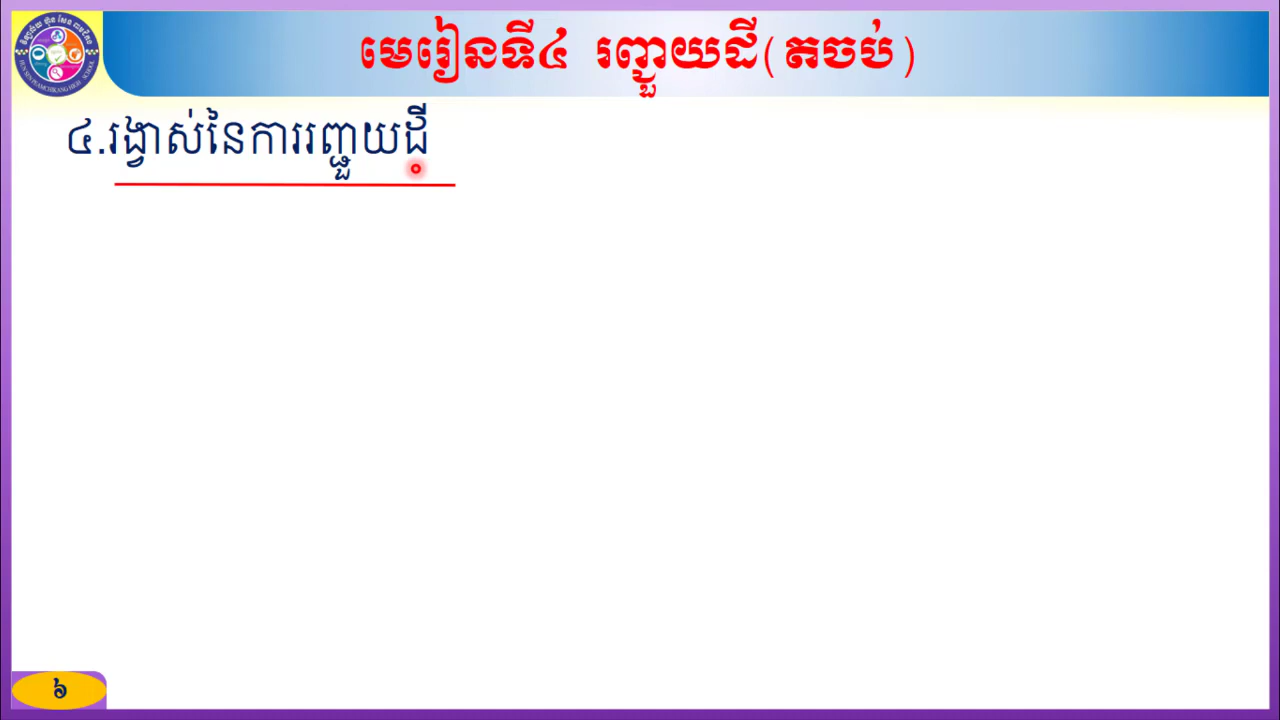 មេរៀនទី៤ រញ្ជួយដី(តចប់)
៤.រង្វាស់នៃការរញ្ជួយដី
៦